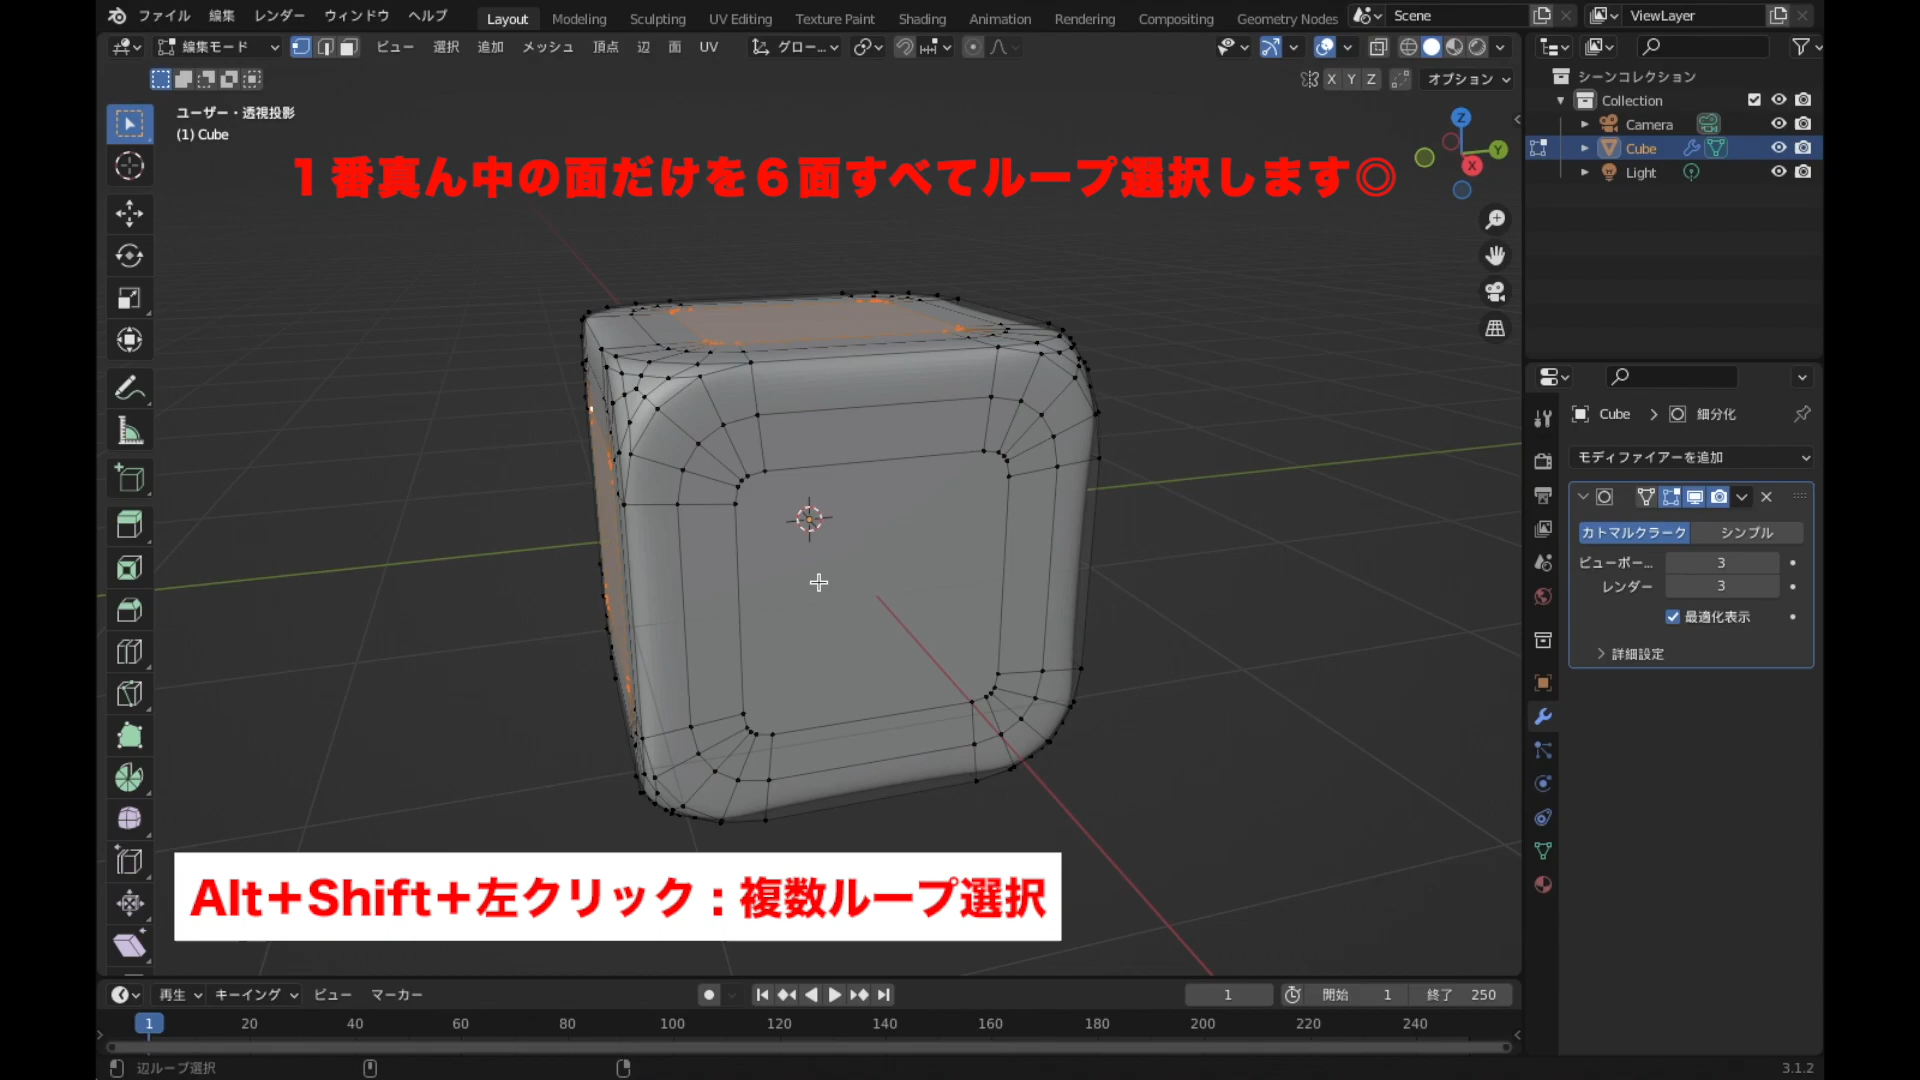 ファイル 編集 レンダー ウィンドウ ヘルプ Layout Modeling Sculpting UV Editing Texture Paint Shading Animation Rendering Compositing Geometry Nodes Scene ViewLayer
編集モード ビュー 選択 追加 メッシュ 頂点 辺 面 UV グロー...
X Y Z オプション
ユーザー・透視投影
(1) Cube
１番真ん中の面だけを６面すべてループ選択します◎
Z
Y
X
シーンコレクション
Collection
Camera
Cube
Light
Cube 細分化
モディファイアーを追加
カトマルクラーク シンプル
ビューポー... 3
レンダー 3
最適化表示
詳細設定
Alt＋Shift＋左クリック：複数ループ選択
再生 キーイング ビュー マーカー 1 開始 1 終了 250
1 20 40 60 80 100 120 140 160 180 200 220 240
辺ループ選択 3.1.2